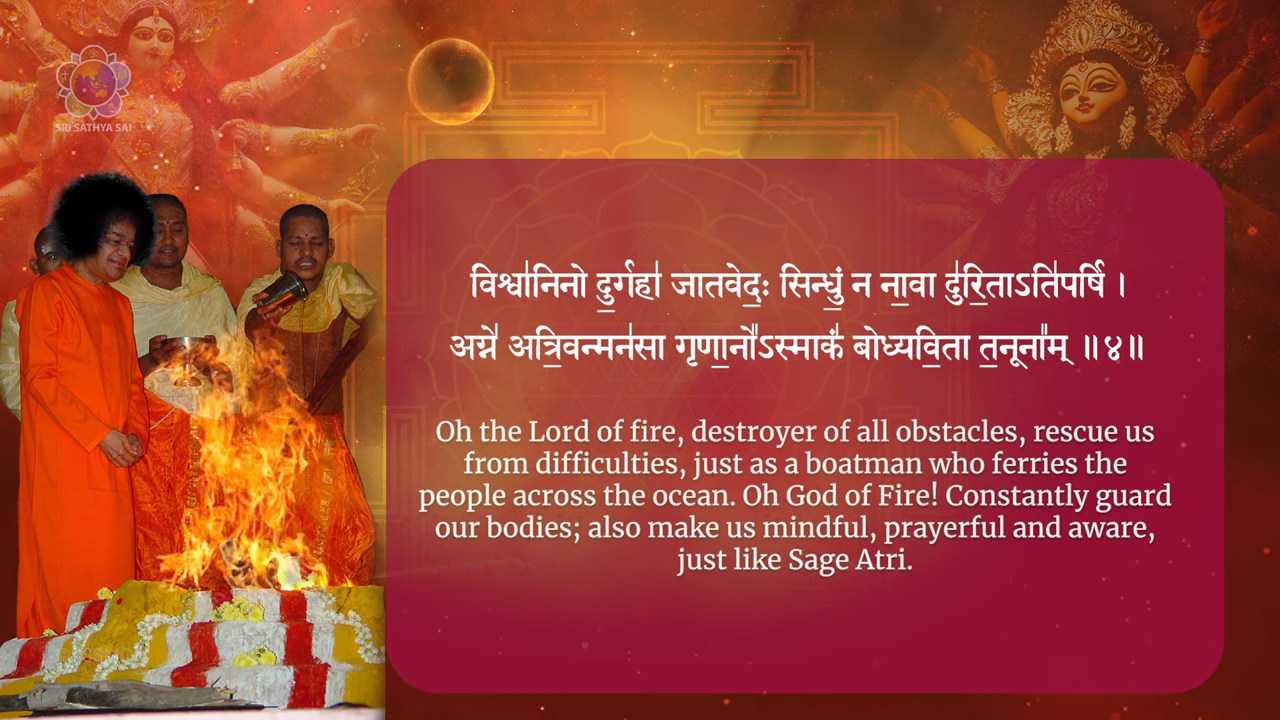 SRI SATHYA SAI
विश्वा॑निनो दु॒र्गहा॑ जातवेद॒ः सिन्धुं॒ न ना॒वा दु॑रि॒ताऽति॑पर्षि ।
अग्ने॑ अत्रि॒वन्मन॑सा गृणा॒नो᳚ऽस्माकं॑ बोध्यवि॒ता त॒नूना᳚म् ॥४॥
Oh the Lord of fire, destroyer of all obstacles, rescue us
from difficulties, just as a boatman who ferries the
people across the ocean. Oh God of Fire! Constantly guard
our bodies; also make us mindful, prayerful and aware,
just like Sage Atri.